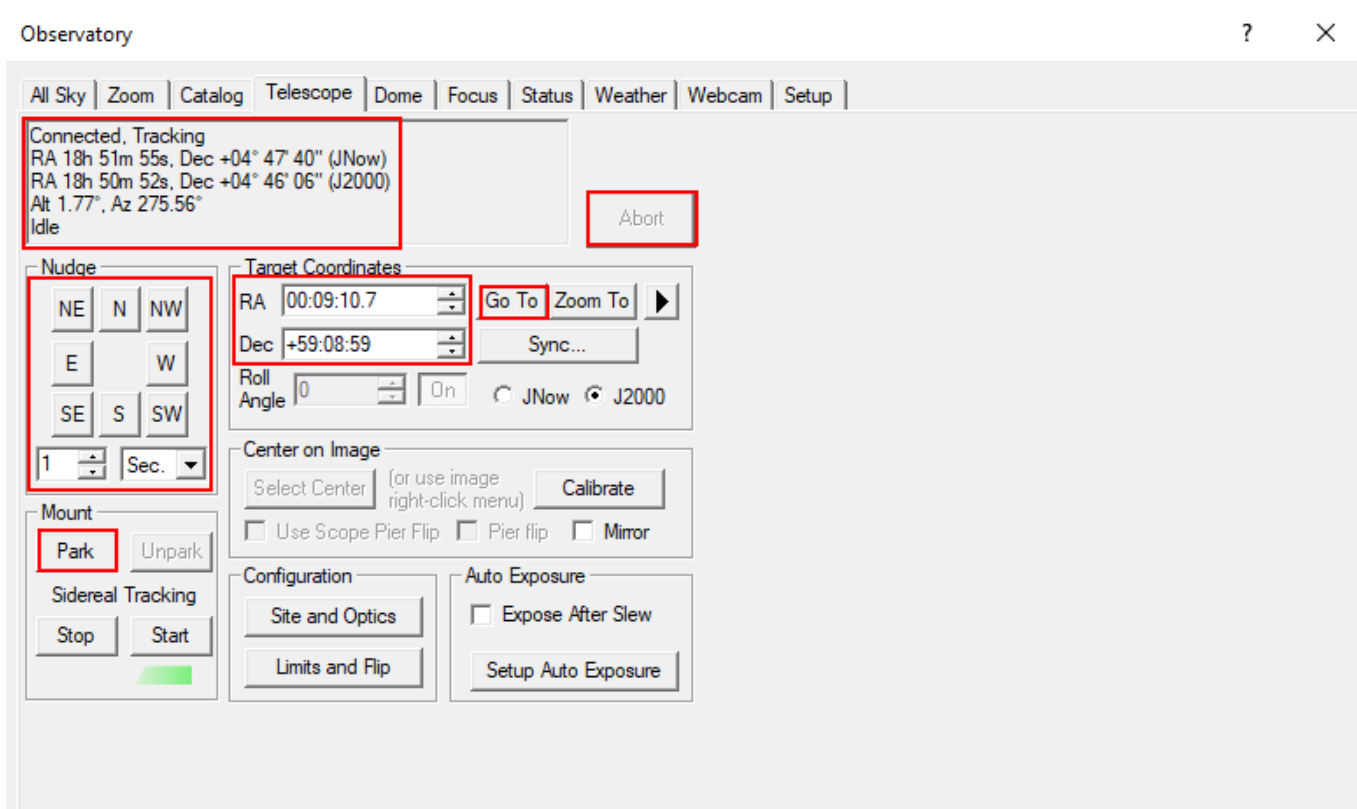 Observatory
?
All Sky Zoom Catalog Telescope Dome Focus Status Weather Webcam Setup
Connected, Tracking
RA 18h 51m 55s, Dec +04° 47' 40" (JNow)
RA 18h 50m 52s, Dec +04° 46' 06" (J2000)
Alt 1.77°, Az 275.56°
Idle
Abort
Nudge
NE N NW
E W
SE S SW
1 Sec.
Target Coordinates
RA 00:09:10.7 Go To Zoom To
Dec +59:08:59 Sync...
Roll
Angle 0 On JNow J2000
Center on Image
Select Center (or use image
right-click menu) Calibrate
Use Scope Pier Flip Pier flip Mirror
Mount
Park Unpark
Sidereal Tracking
Stop Start
Configuration
Site and Optics
Limits and Flip
Auto Exposure
Expose After Slew
Setup Auto Exposure